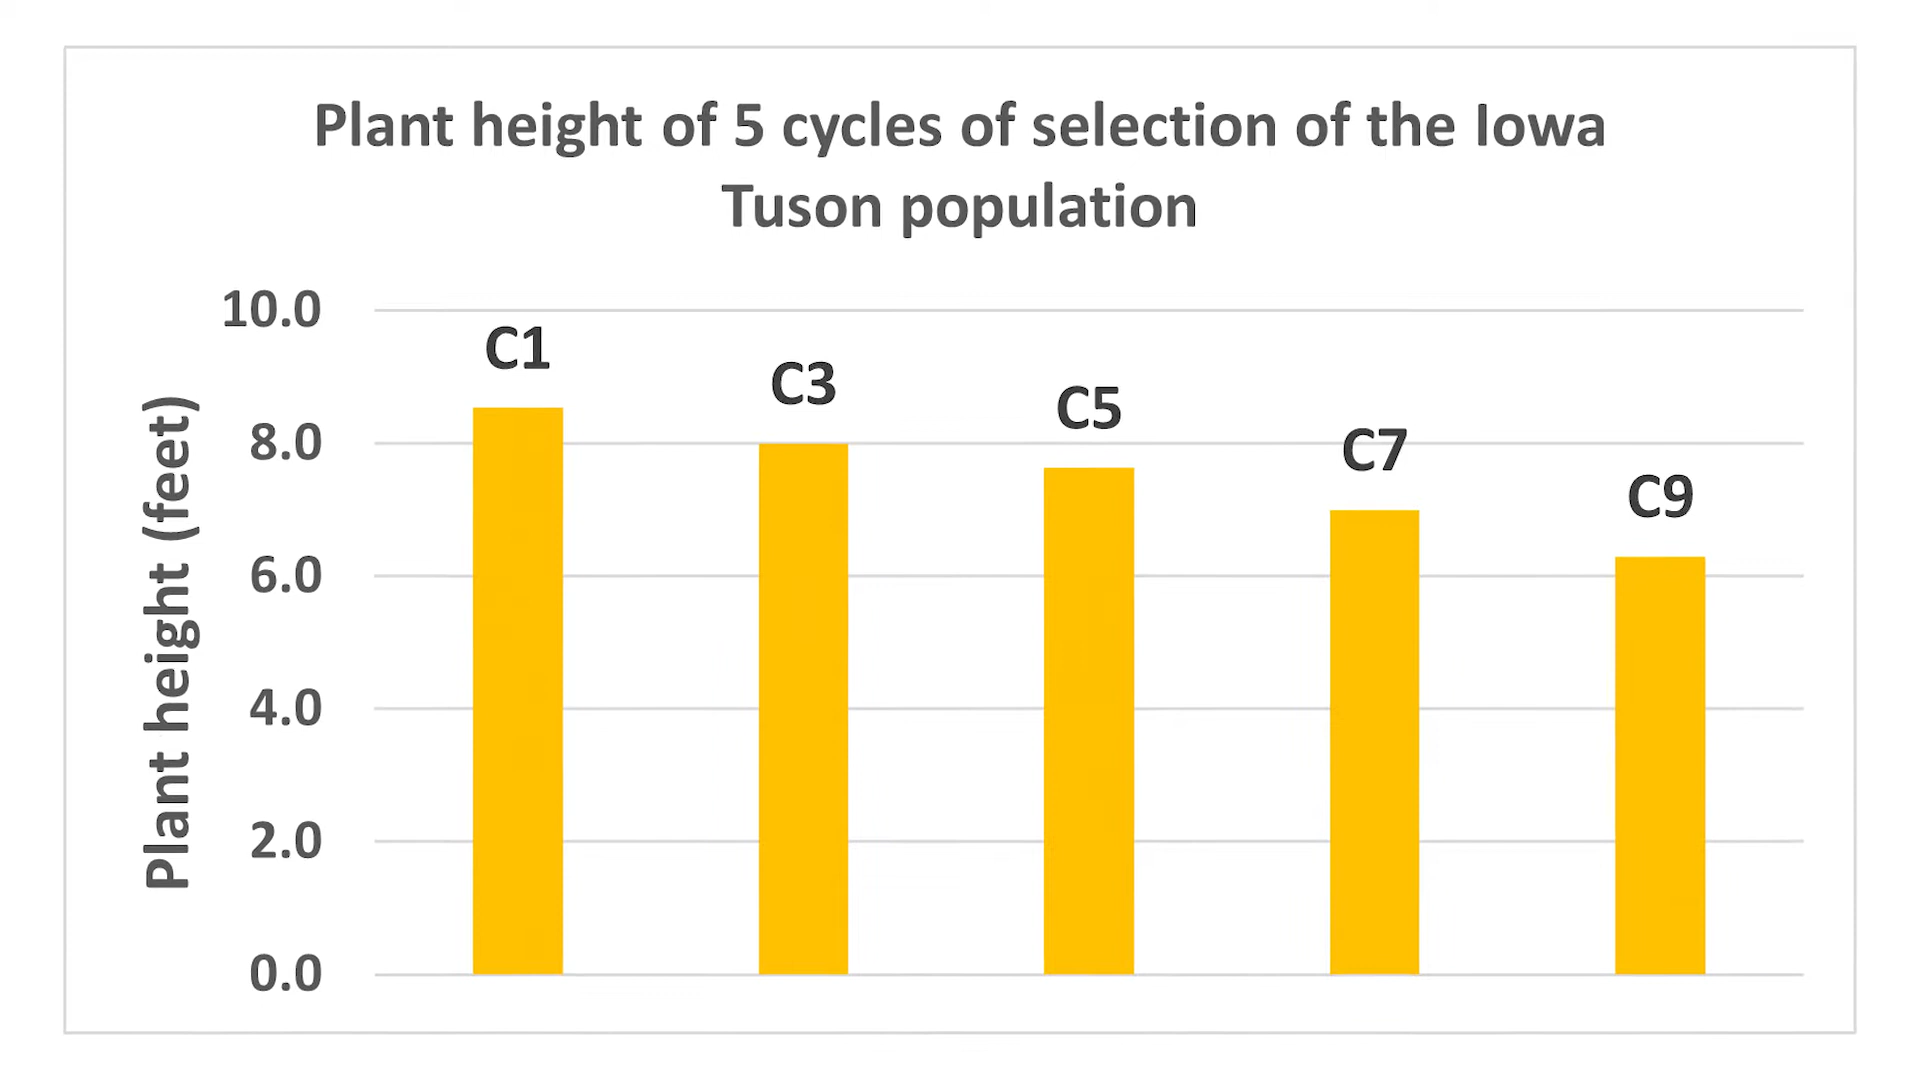 Plant height of 5 cycles of selection of the Iowa
Tuson population
Plant height (feet)
10.0
8.0
6.0
4.0
2.0
0.0
C1
C3
C5
C7
C9